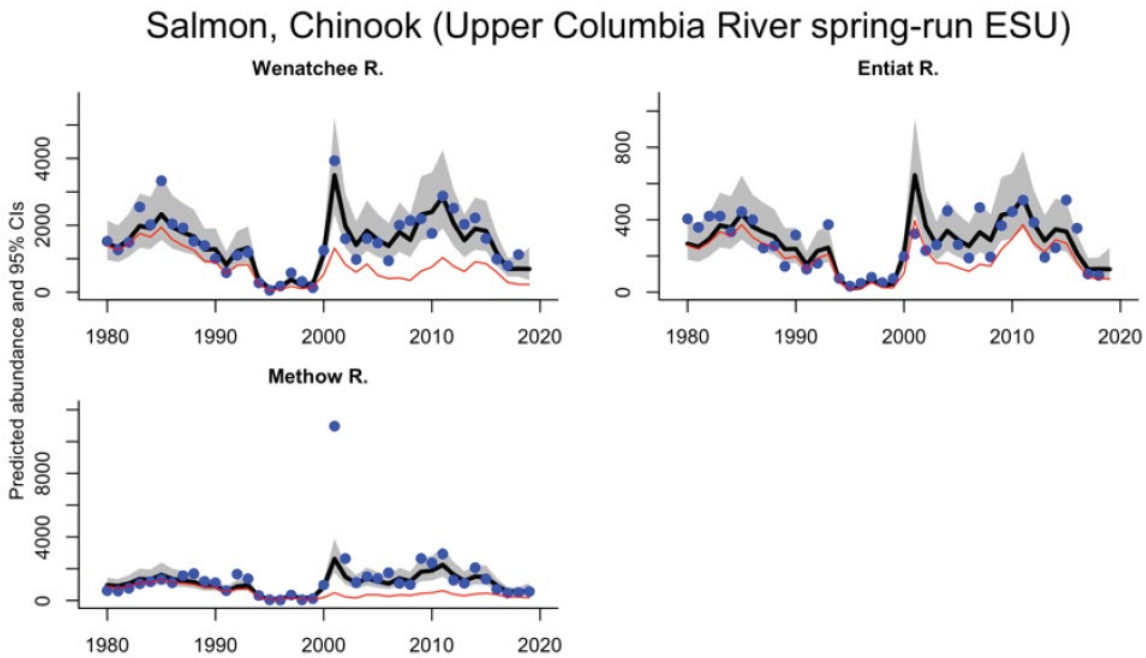 Salmon, Chinook (Upper Columbia River spring-run ESU)
Wenatchee R.
Entiat R.
Predicted abundance and 95% CIs
4000
2000
0
1980 1990 2000 2010 2020
800
400
0
1980 1990 2000 2010 2020
Methow R.
8000
4000
0
1980 1990 2000 2010 2020